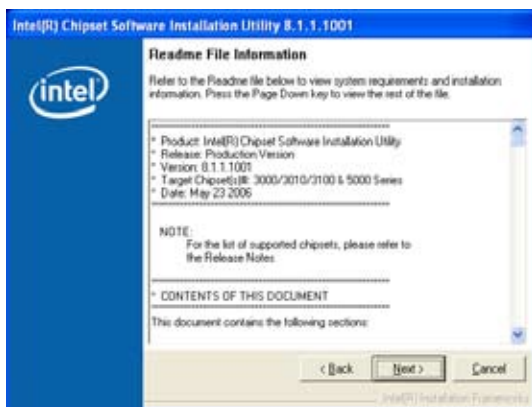 Intel(R) Chipset Software Installation Utility 8.1.1.1001
intel
Readme File Information
Refer to the Readme file below to view system requirements and installation
information. Press the Page Down key to view the rest of the file.
********************************************************
* Product: Intel(R) Chipset Software Installation Utility
* Release: Production Version
* Version: 8.1.1.1001
* Target Chipset(s)#: 3000/3010/3100 & 5000 Series
* Date: May 23 2006
********************************************************
NOTE:
For the list of supported chipsets, please refer to
the Release Notes
********************************************************
* CONTENTS OF THIS DOCUMENT
********************************************************
This document contains the following sections:
< Back
Next >
Cancel
Intel(R) Installation Framework